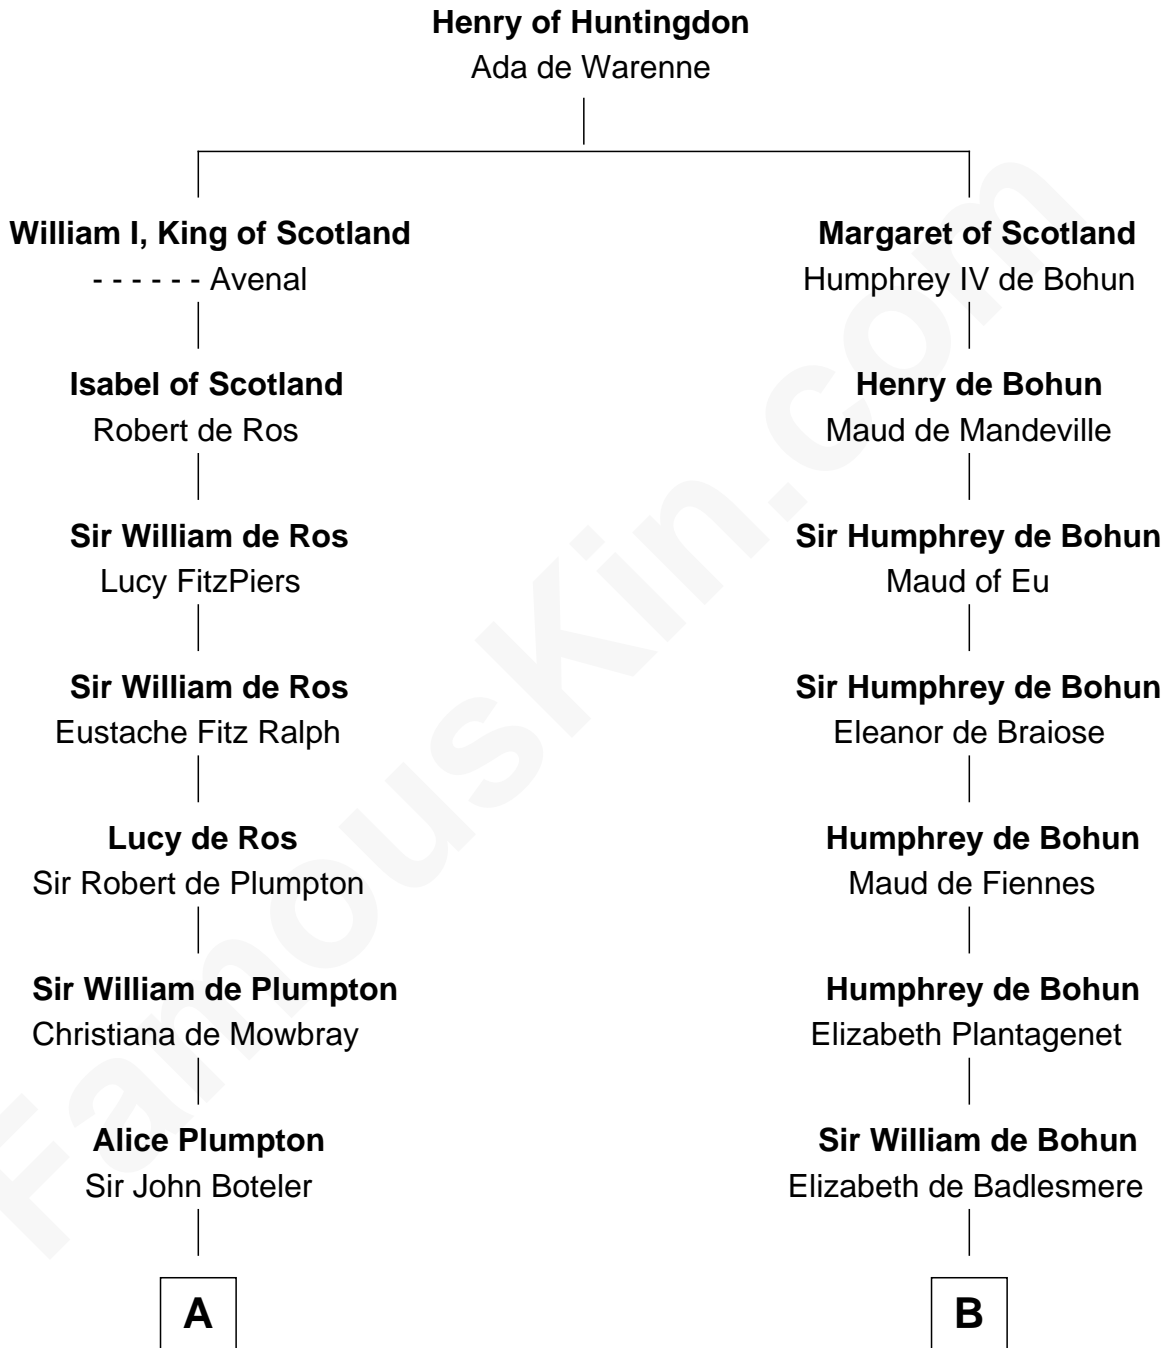 Henry of Huntingdon
Ada de Warenne
William I, King of Scotland
- - - - - - Avenal
Isabel of Scotland
Robert de Ros
Sir William de Ros
Lucy FitzPiers
Sir William de Ros
Eustache Fitz Ralph
Lucy de Ros
Sir Robert de Plumpton
Sir William de Plumpton
Christiana de Mowbray
Alice Plumpton
Sir John Boteler
A
Margaret of Scotland
Humphrey IV de Bohun
Henry de Bohun
Maud de Mandeville
Sir Humphrey de Bohun
Maud of Eu
Sir Humphrey de Bohun
Eleanor de Braiose
Humphrey de Bohun
Maud de Fiennes
Humphrey de Bohun
Elizabeth Plantagenet
Sir William de Bohun
Elizabeth de Badlesmere
B
FamousKin.com